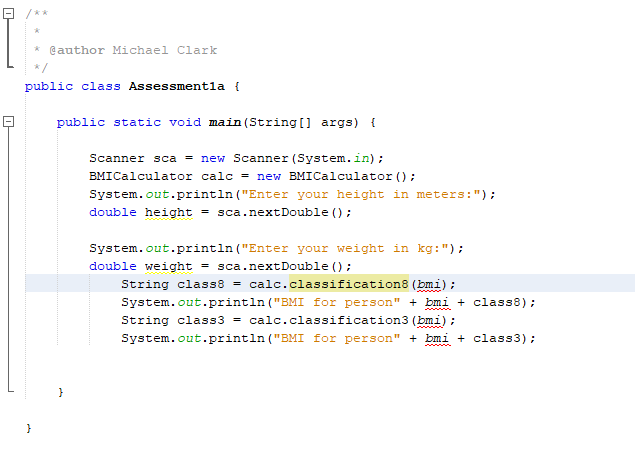 /**
 *
 * @author Michael Clark
 */
public class Assessment1a {
public static void main(String[] args) {
Scanner sca = new Scanner(System.in);
BMICalculator calc = new BMICalculator();
System.out.println("Enter your height in meters:");
double height = sca.nextDouble();
System.out.println("Enter your weight in kg:");
double weight = sca.nextDouble();
String class8 = calc.classification8(bmi);
System.out.println("BMI for person" + bmi + class8);
String class3 = calc.classification3(bmi);
System.out.println("BMI for person" + bmi + class3);
}
}